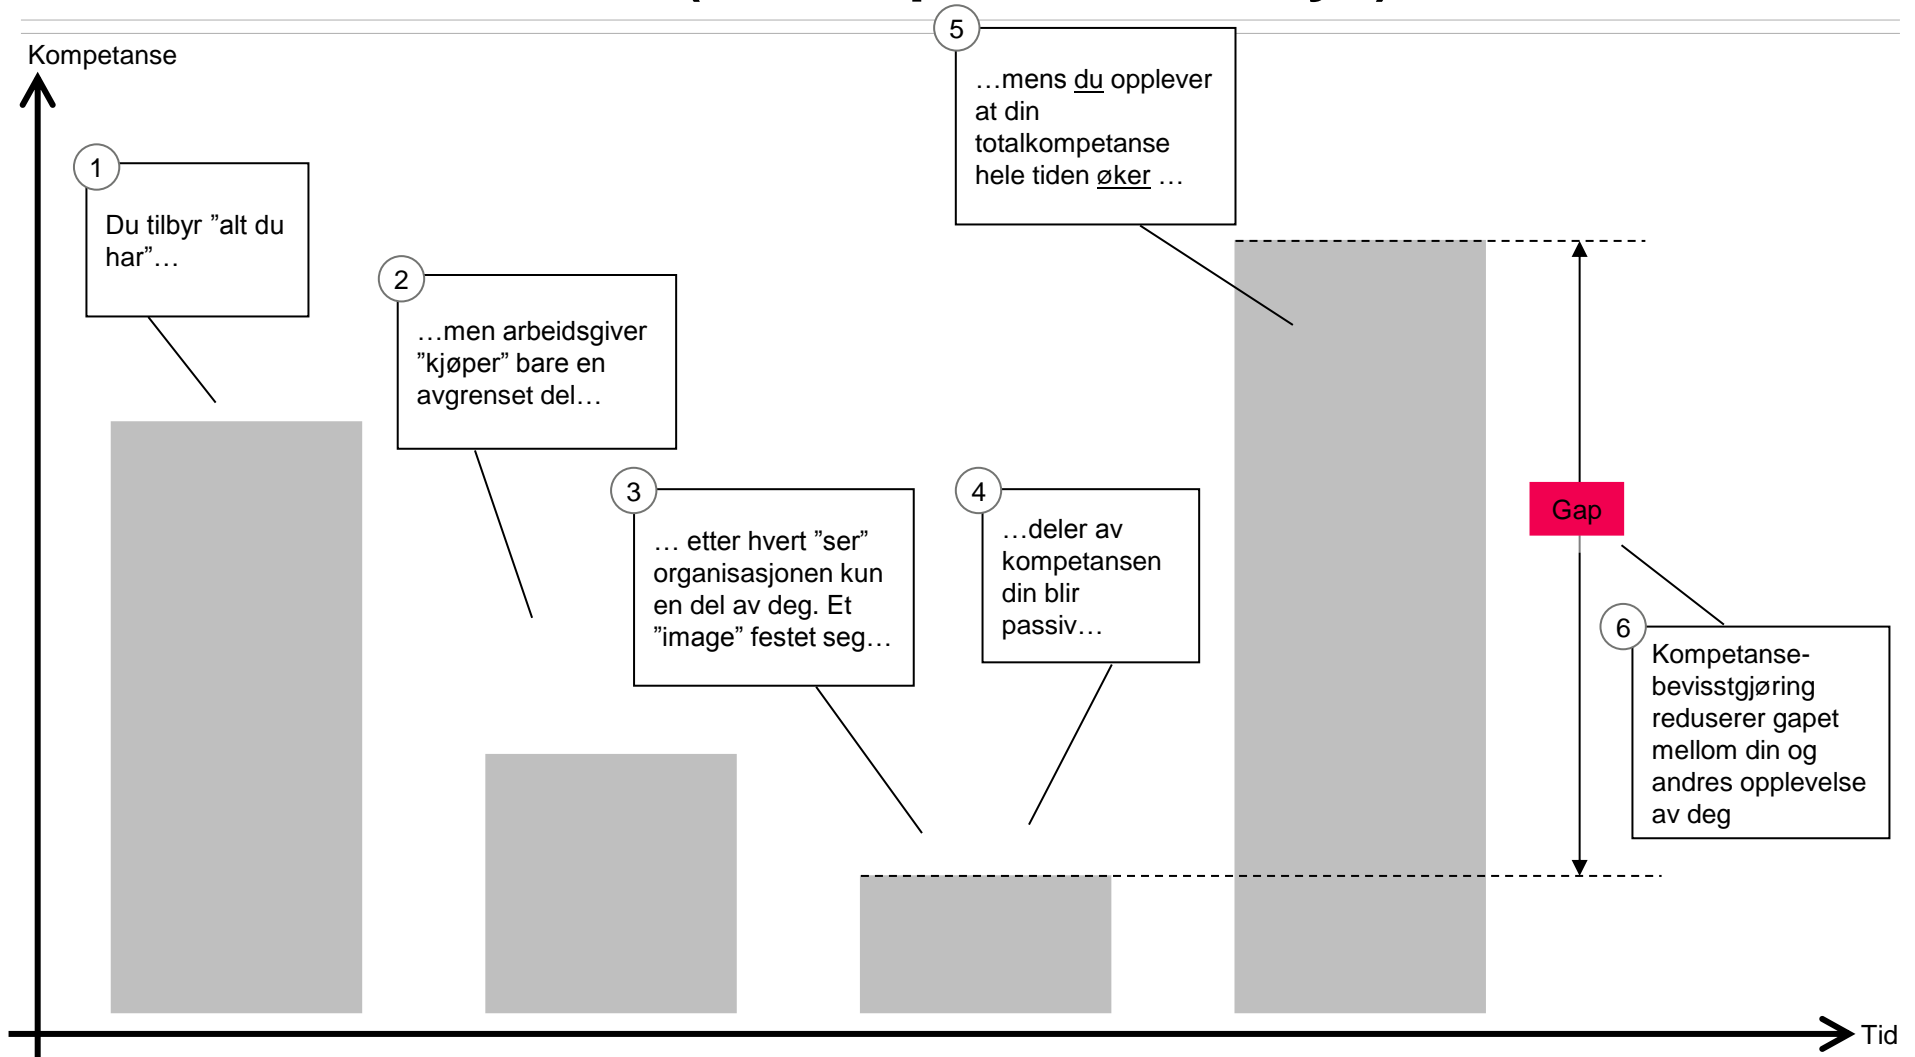 Kompetanse
1
Du tilbyr ”alt du
har”…
2
…men arbeidsgiver
”kjøper” bare en
avgrenset del…
3
… etter hvert ”ser”
organisasjonen kun
en del av deg. Et
”image” festet seg…
4
…deler av
kompetansen
din blir
passiv…
5
…mens du opplever
at din
totalkompetanse
hele tiden øker …
Gap
6
Kompetanse-
bevisstgjøring
reduserer gapet
mellom din og
andres opplevelse
av deg
Tid